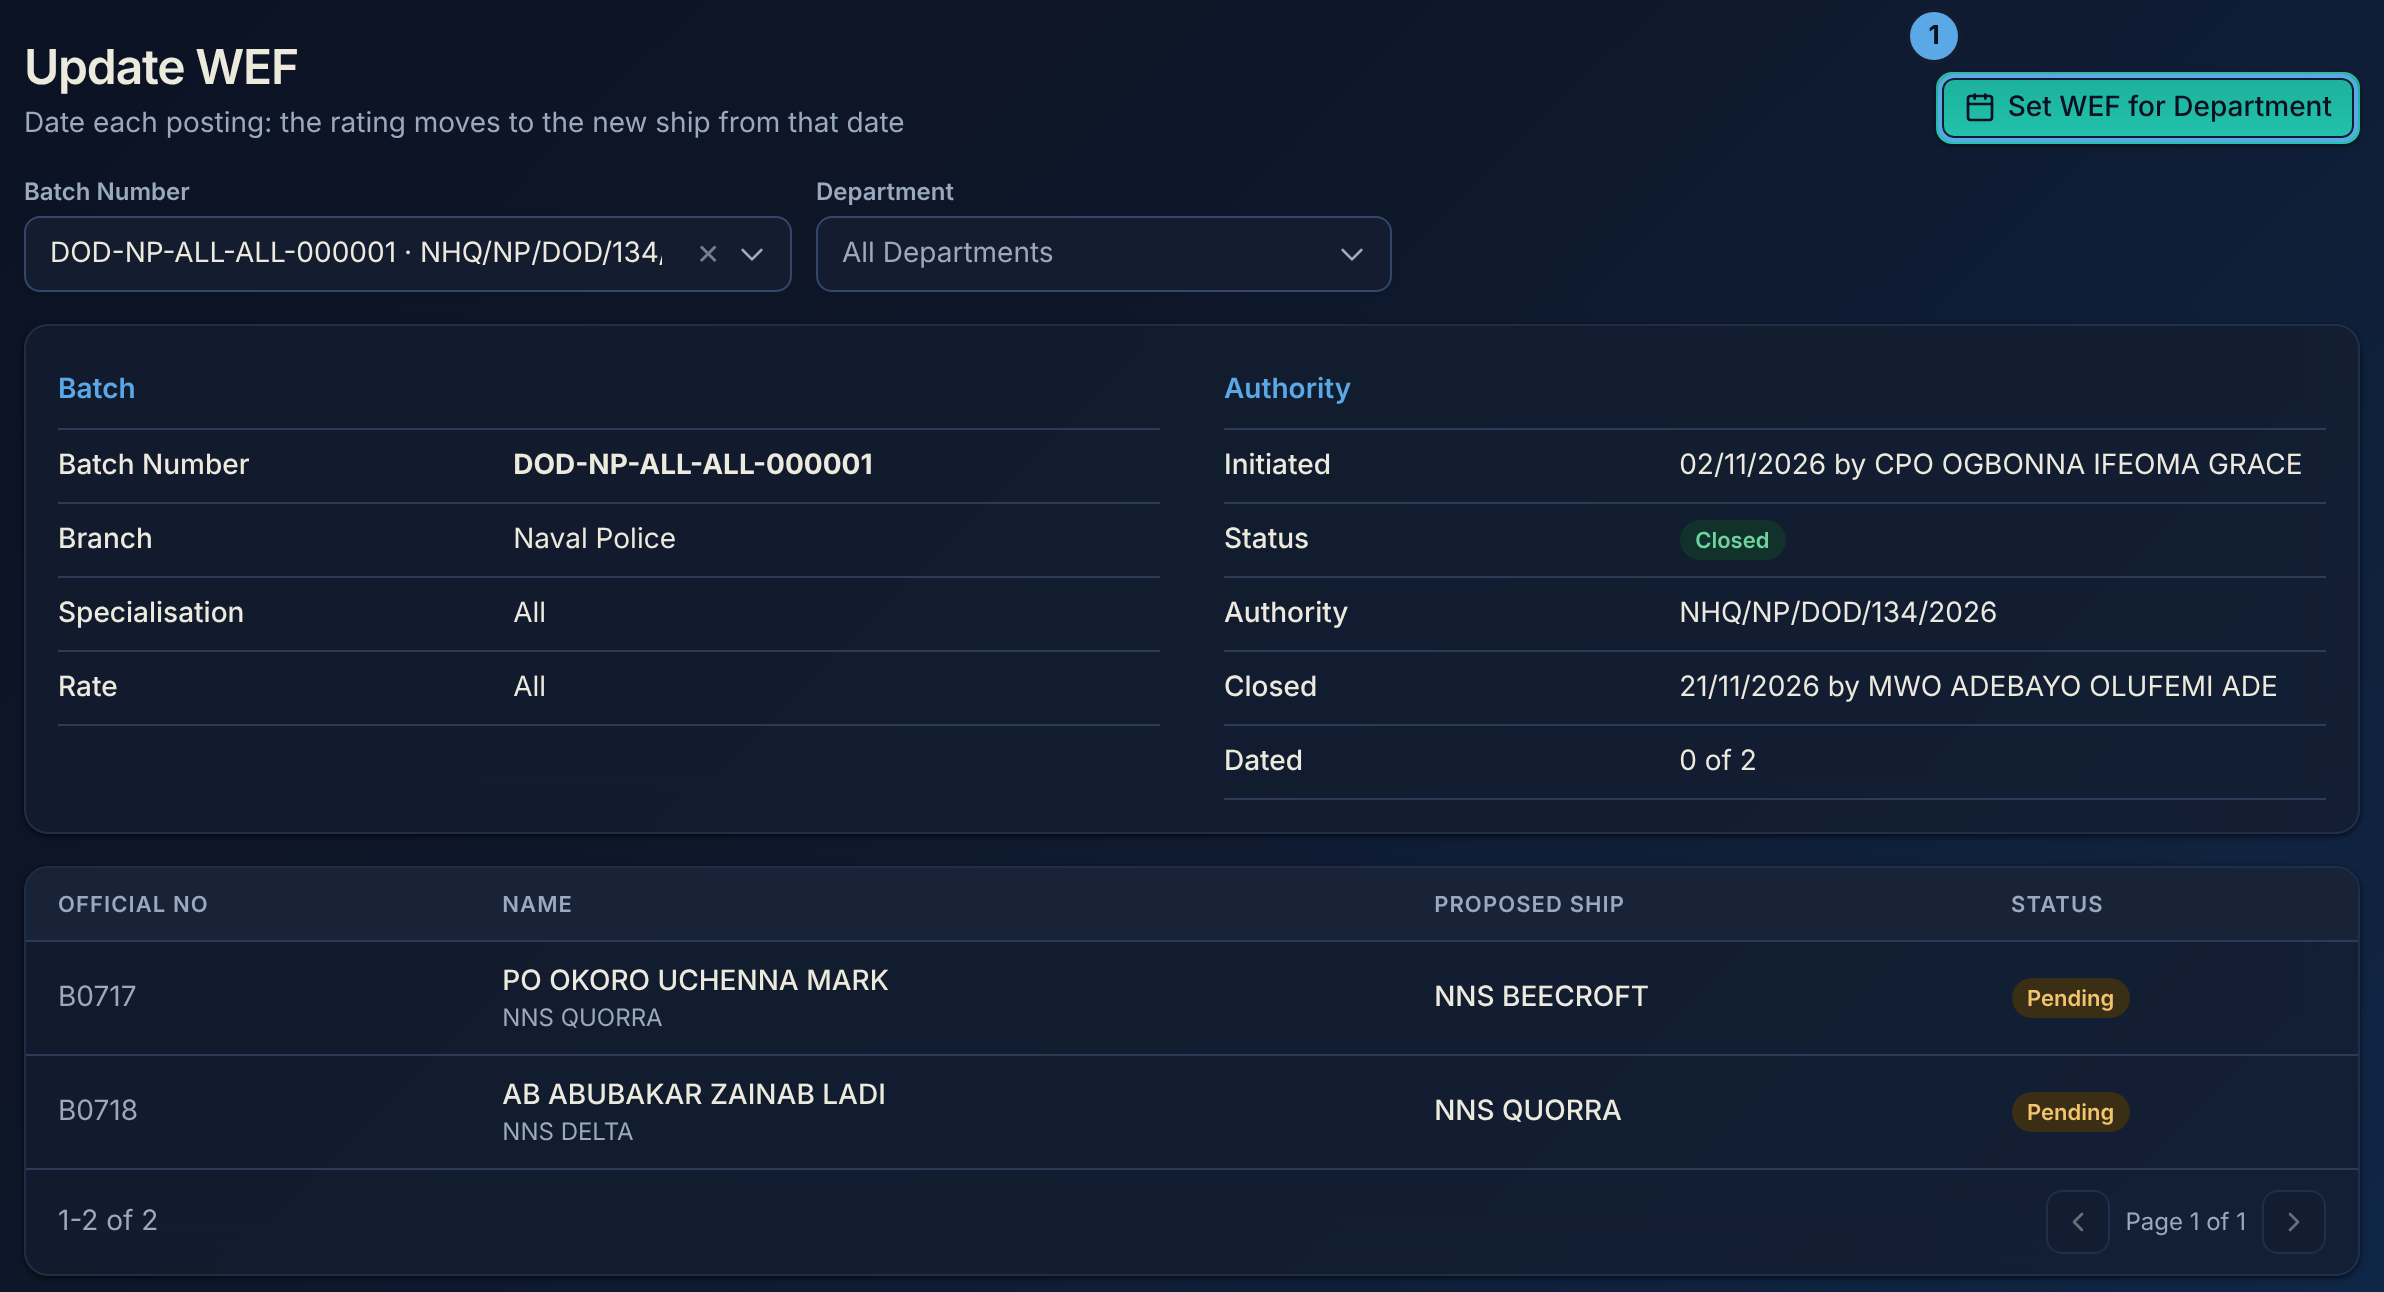 1
Update WEF
Set WEF for Department
Date each posting: the rating moves to the new ship from that date
Batch Number
Department
DOD-NP-ALL-ALL-000001 · NHQ/NP/DOD/134/
All Departments
Batch
Authority
Batch Number DOD-NP-ALL-ALL-000001
Initiated 02/11/2026 by CPO OGBONNA IFEOMA GRACE
Branch Naval Police
Status Closed
Specialisation All
Authority NHQ/NP/DOD/134/2026
Rate All
Closed 21/11/2026 by MWO ADEBAYO OLUFEMI ADE
Dated 0 of 2
OFFICIAL NO NAME PROPOSED SHIP STATUS
B0717 PO OKORO UCHENNA MARK NNS BEECROFT Pending
NNS QUORRA
B0718 AB ABUBAKAR ZAINAB LADI NNS QUORRA Pending
NNS DELTA
1-2 of 2
Page 1 of 1